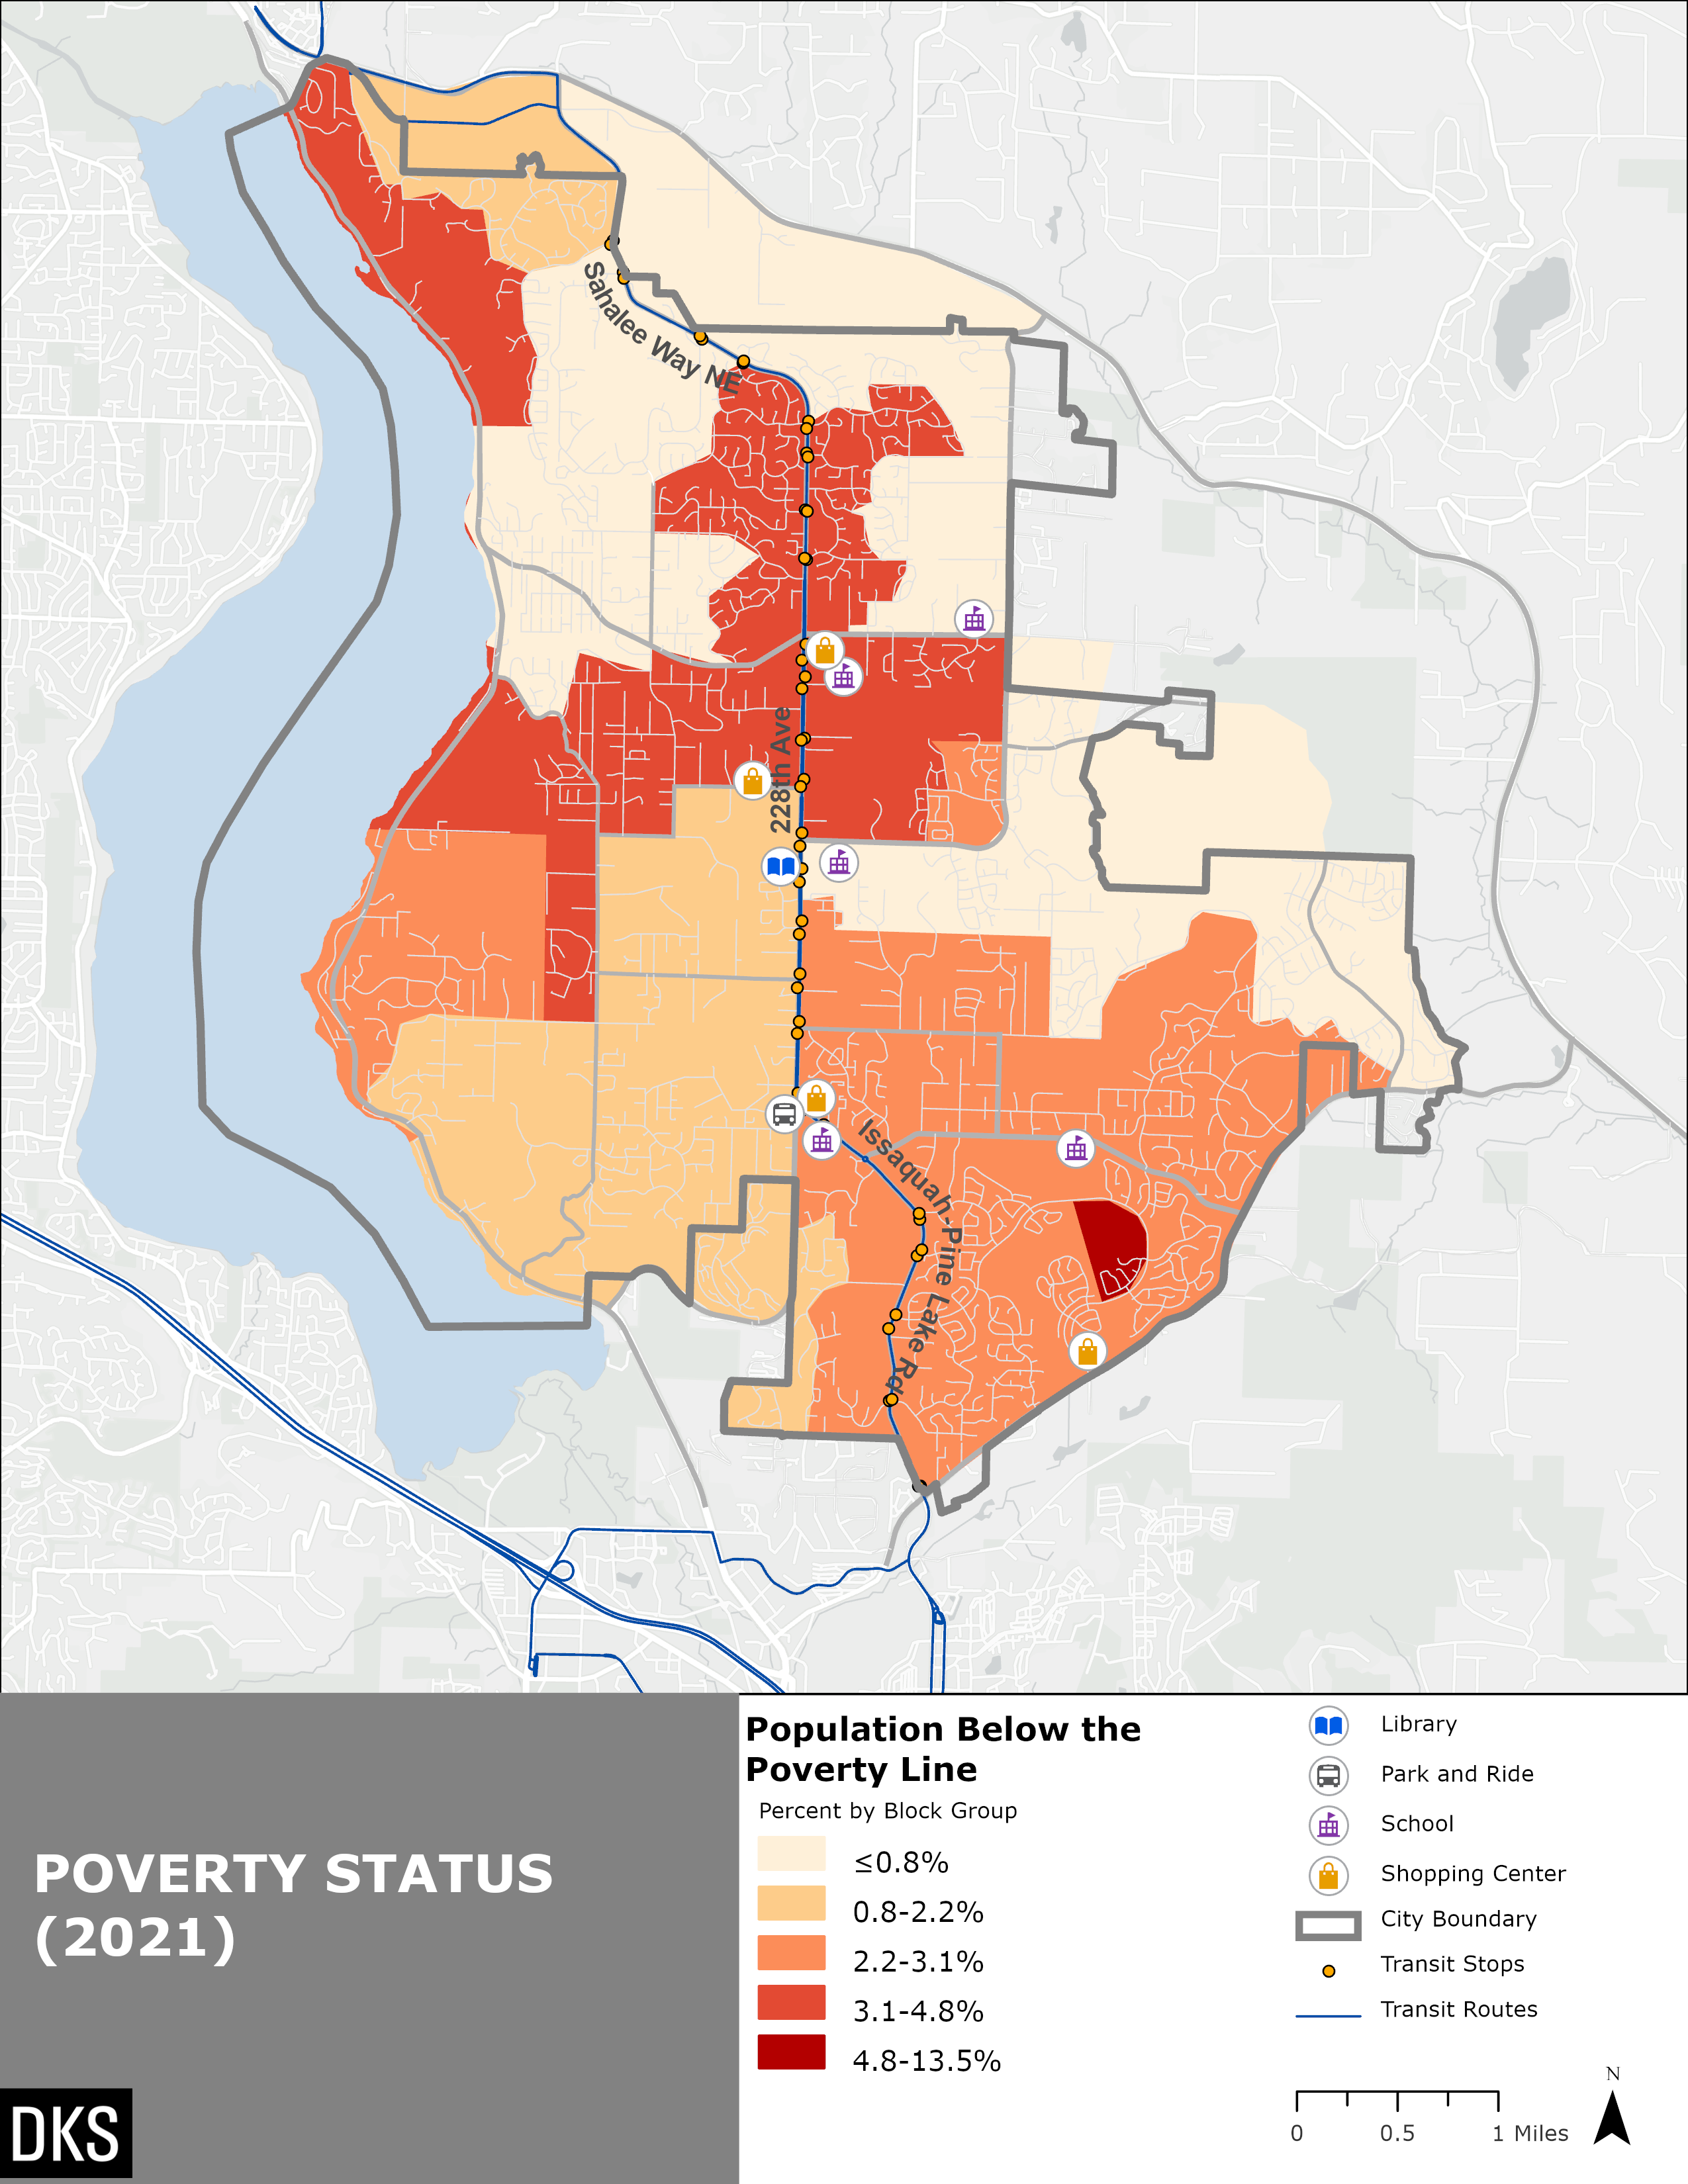 Sahalee Way NE
228th Ave
Issaquah-Pine Lake Rd
POVERTY STATUS
(2021)
DKS
Population Below the
Poverty Line
Percent by Block Group
≤0.8%
0.8-2.2%
2.2-3.1%
3.1-4.8%
4.8-13.5%
Library
Park and Ride
School
Shopping Center
City Boundary
Transit Stops
Transit Routes
N
0 0.5 1 Miles